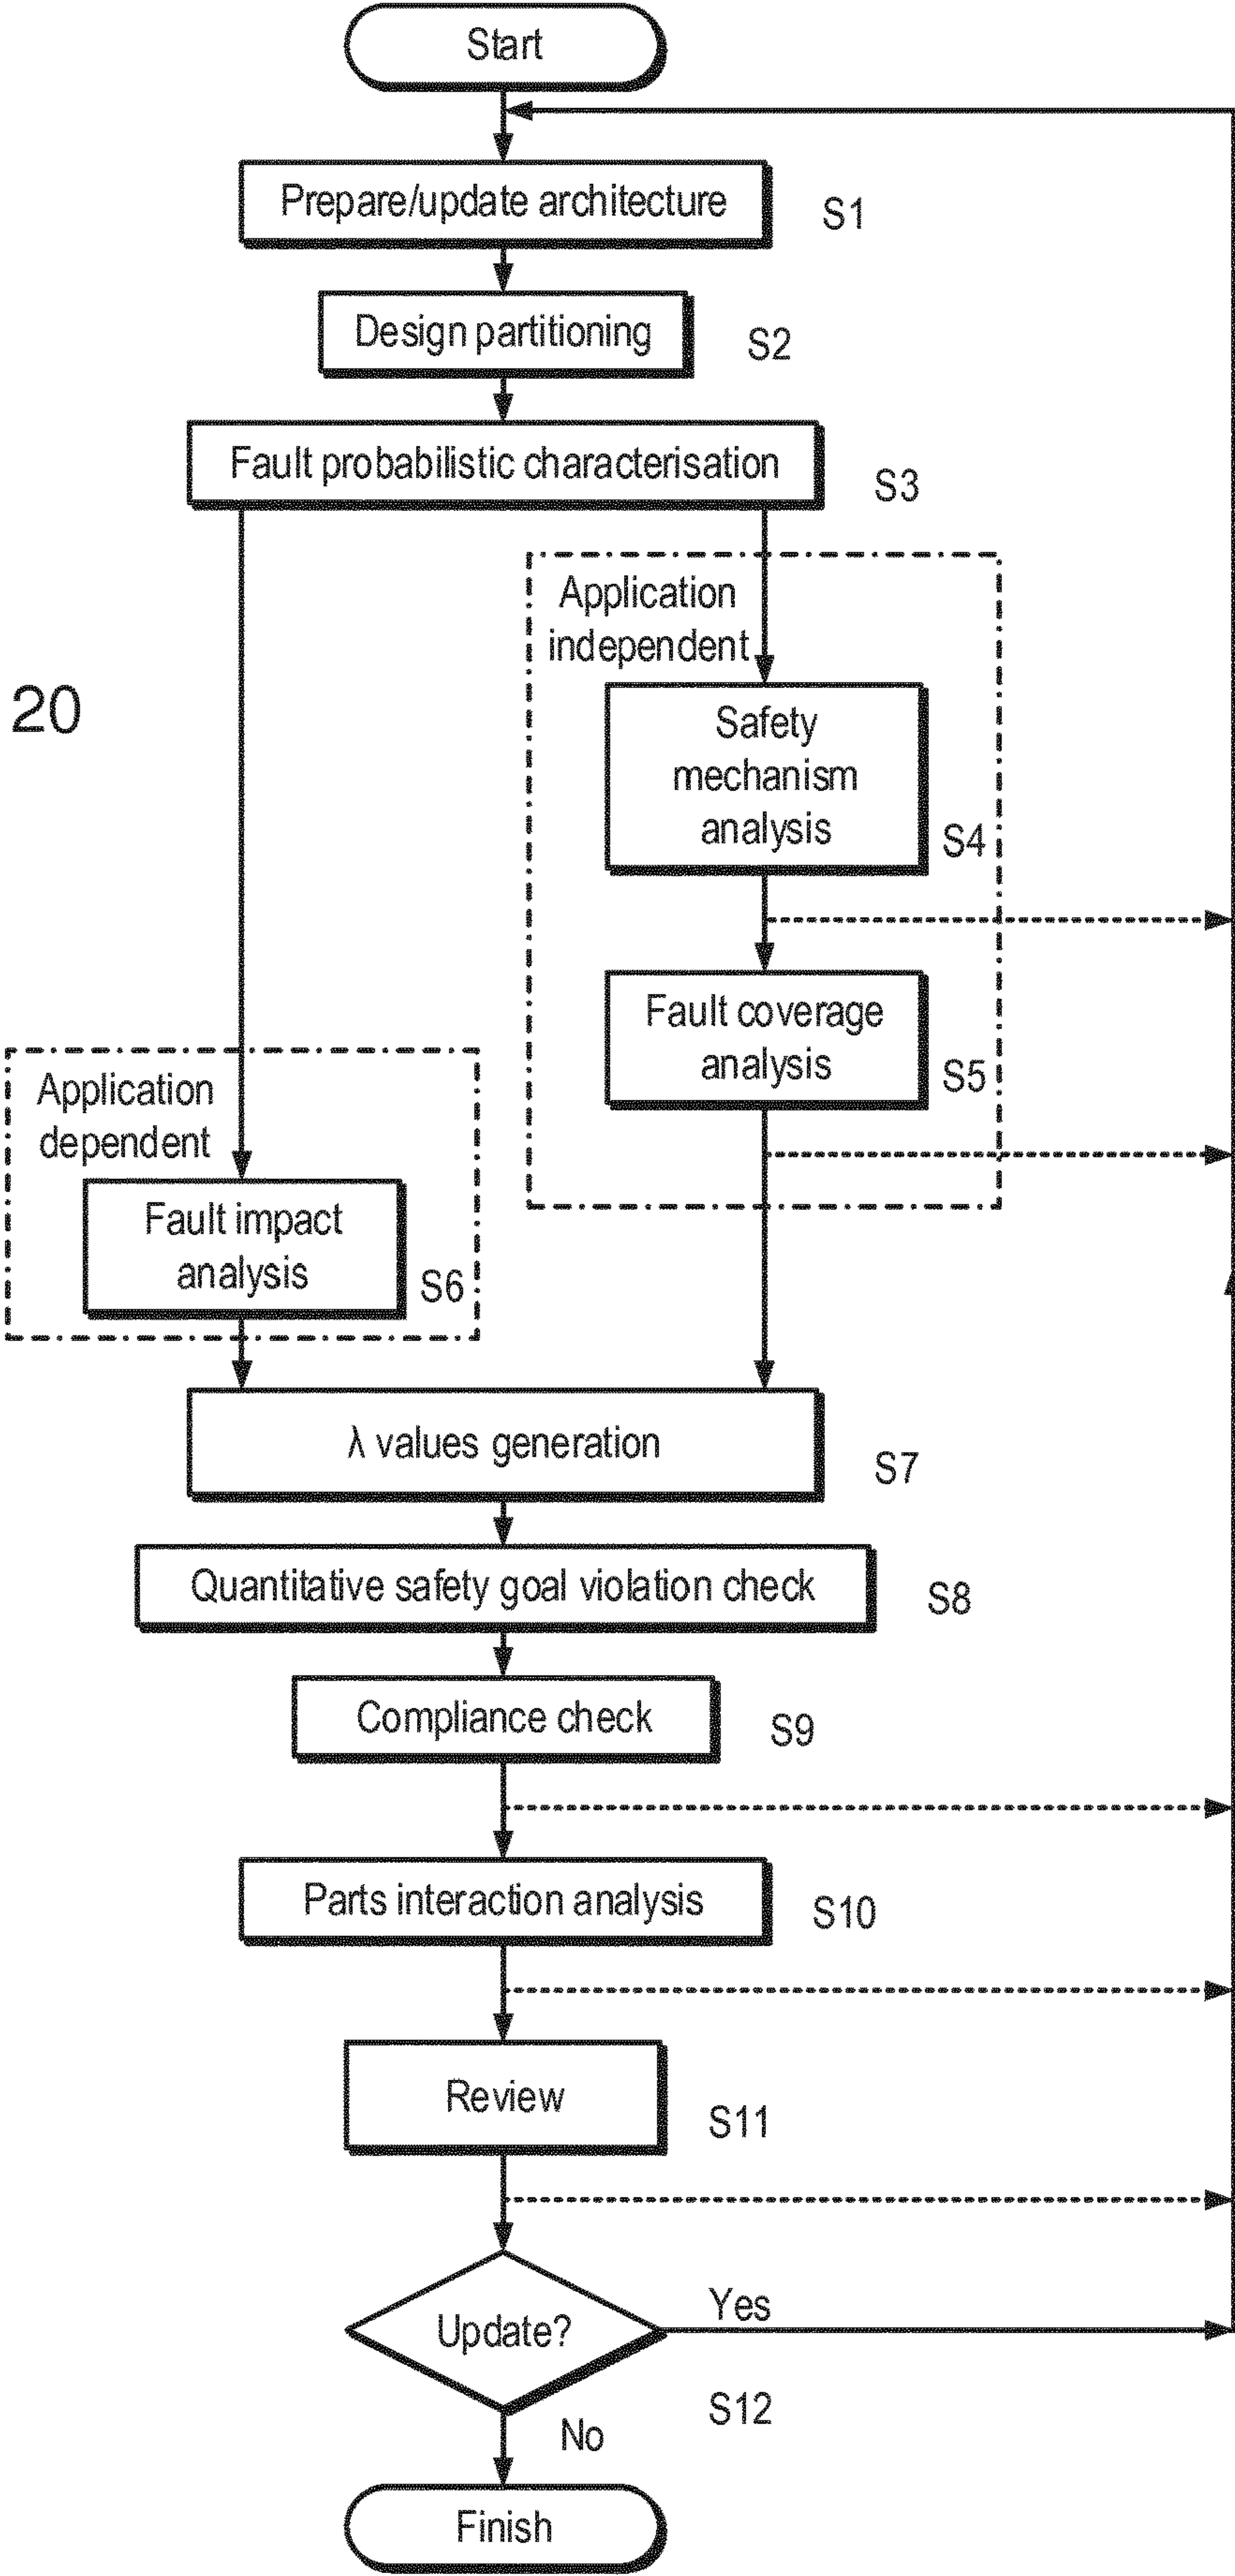 Start
Prepare/update architecture
S1
Design partitioning
S2
Fault probabilistic characterisation
S3
Application
independent
20
Safety
mechanism
analysis
S4
Fault coverage
analysis
S5
Application
dependent
Fault impact
analysis
S6
λ values generation
S7
Quantitative safety goal violation check
S8
Compliance check
S9
Parts interaction analysis
S10
Review
S11
Update?
Yes
S12
No
Finish